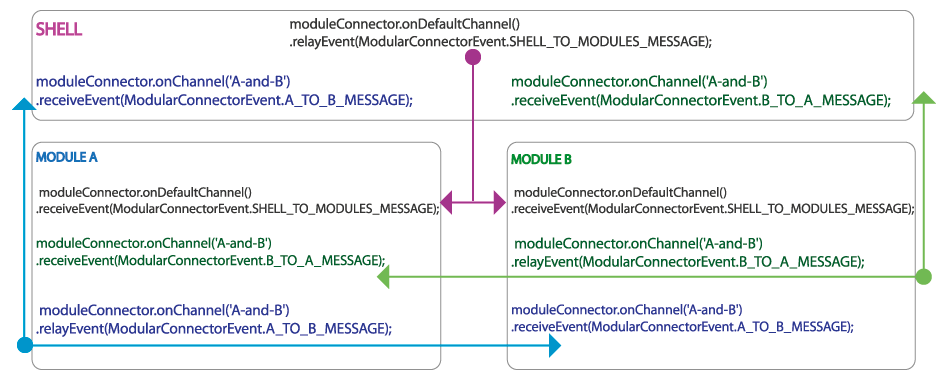 SHELL
moduleConnector.onDefaultChannel()
.relayEvent(ModularConnectorEvent.SHELL_TO_MODULES_MESSAGE);
moduleConnector.onChannel('A-and-B')
.receiveEvent(ModularConnectorEvent.A_TO_B_MESSAGE);
moduleConnector.onChannel('A-and-B')
.receiveEvent(ModularConnectorEvent.B_TO_A_MESSAGE);
MODULE A
moduleConnector.onDefaultChannel()
.receiveEvent(ModularConnectorEvent.SHELL_TO_MODULES_MESSAGE);
moduleConnector.onChannel('A-and-B')
.receiveEvent(ModularConnectorEvent.B_TO_A_MESSAGE);
moduleConnector.onChannel('A-and-B')
.relayEvent(ModularConnectorEvent.A_TO_B_MESSAGE);
MODULE B
moduleConnector.onDefaultChannel()
.receiveEvent(ModularConnectorEvent.SHELL_TO_MODULES_MESSAGE);
moduleConnector.onChannel('A-and-B')
.relayEvent(ModularConnectorEvent.B_TO_A_MESSAGE);
moduleConnector.onChannel('A-and-B')
.receiveEvent(ModularConnectorEvent.A_TO_B_MESSAGE);